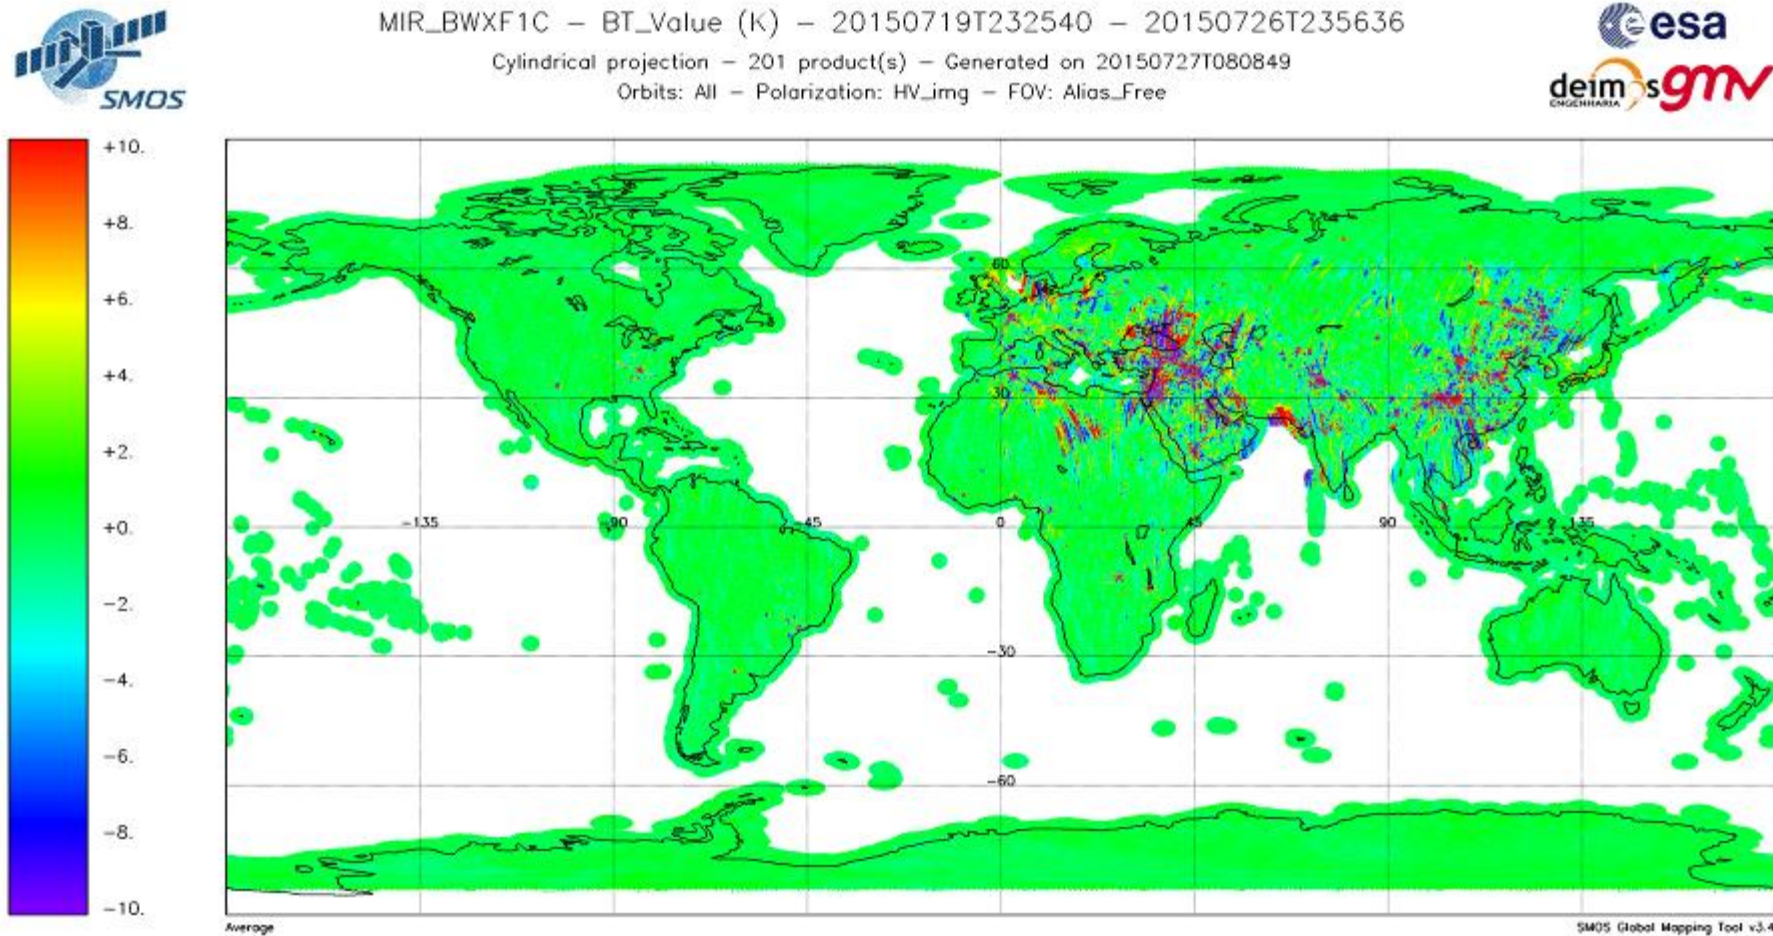 SMOS
MIR_BWXF1C – BT_Value (K) – 20150719T232540 – 20150726T235636
Cylindrical projection – 201 product(s) – Generated on 20150727T080849
Orbits: All – Polarization: HV_img – FOV: Alias_Free
esa
deimos
ENGENHARIA
gmv
+10.
+8.
+6.
+4.
+2.
+0.
−2.
−4.
−6.
−8.
−10.
60
30
−135
−90
−45
0
45
90
135
−30
−60
Average
SMOS Global Mapping Tool v3.4